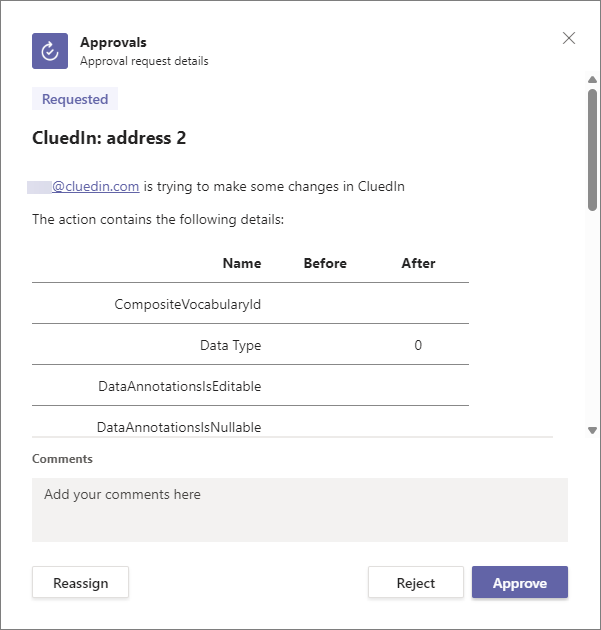 Approvals
Approval request details
Requested
CluedIn: address 2
@cluedin.com is trying to make some changes in CluedIn
The action contains the following details:
Name Before After
CompositeVocabularyId
Data Type 0
DataAnnotationsIsEditable
DataAnnotationsIsNullable
Comments
Add your comments here
Reassign Reject Approve